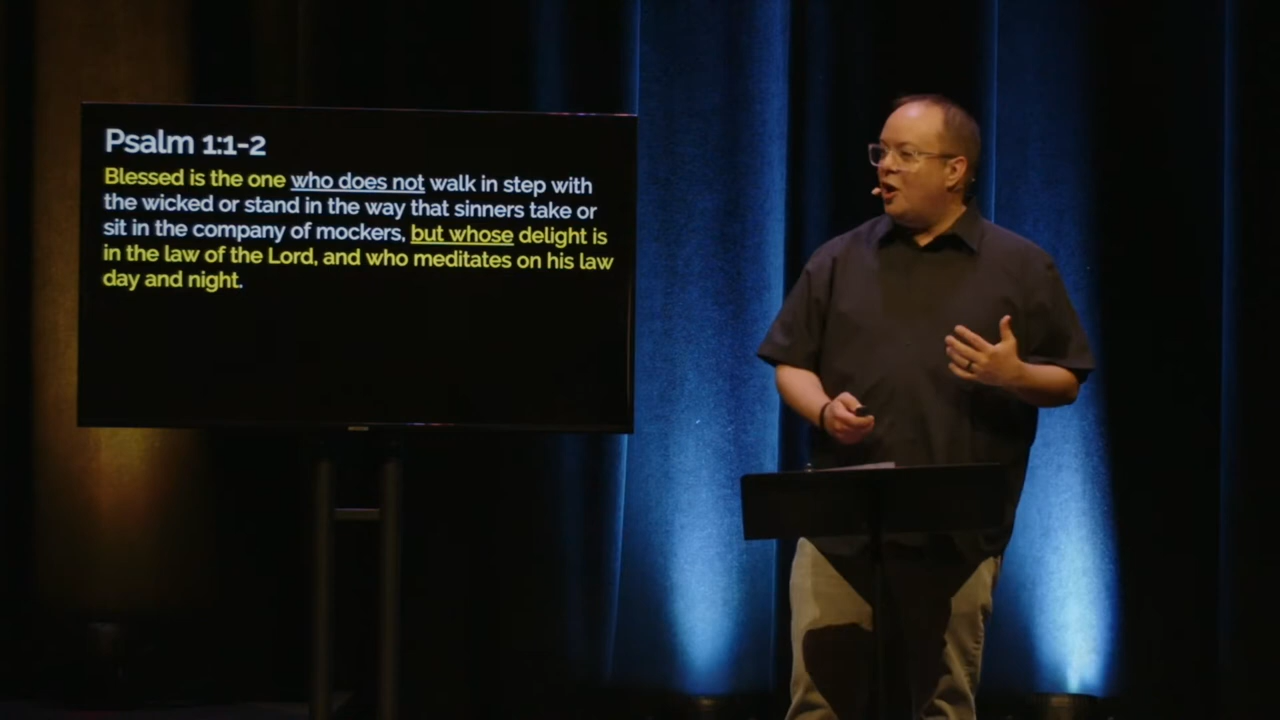 Psalm 1:1-2
Blessed is the one who does not walk in step with
the wicked or stand in the way that sinners take or
sit in the company of mockers, but whose delight is
in the law of the Lord, and who meditates on his law
day and night.